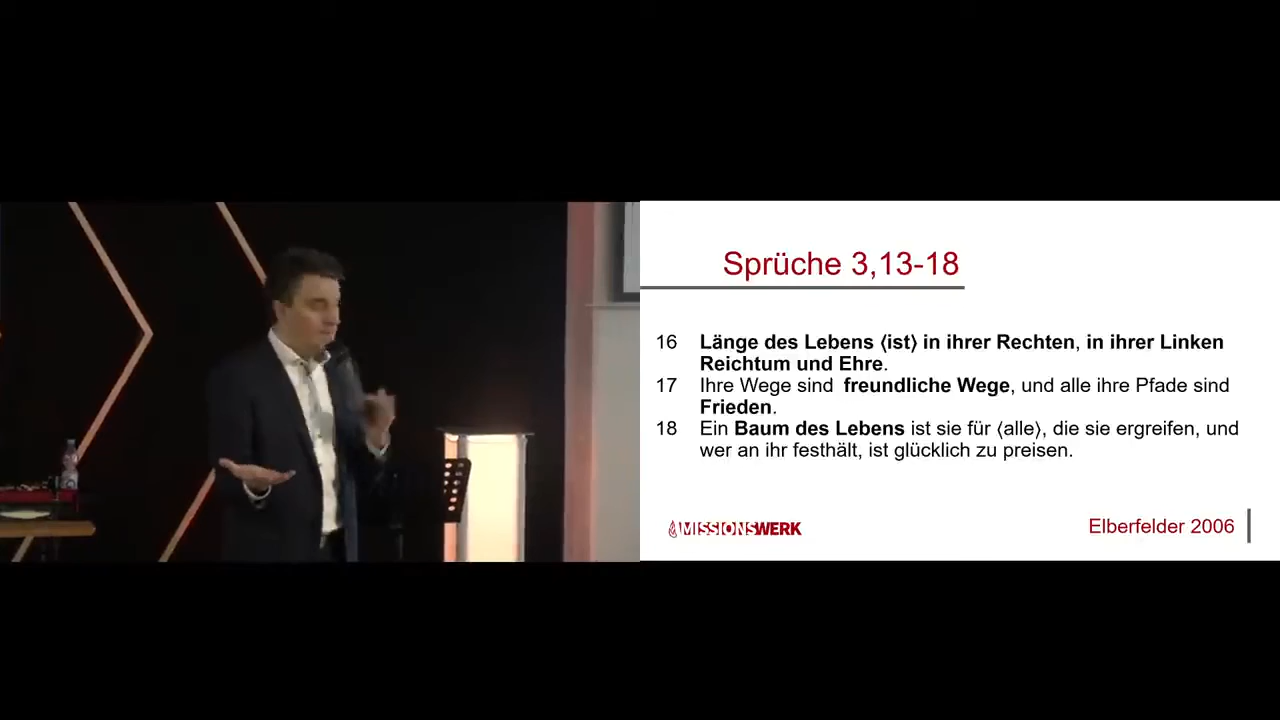 Sprüche 3,13-18
16 Länge des Lebens ⟨ist⟩ in ihrer Rechten, in ihrer Linken
Reichtum und Ehre.
17 Ihre Wege sind freundliche Wege, und alle ihre Pfade sind
Frieden.
18 Ein Baum des Lebens ist sie für ⟨alle⟩, die sie ergreifen, und
wer an ihr festhält, ist glücklich zu preisen.
MISSIONSWERK
Elberfelder 2006